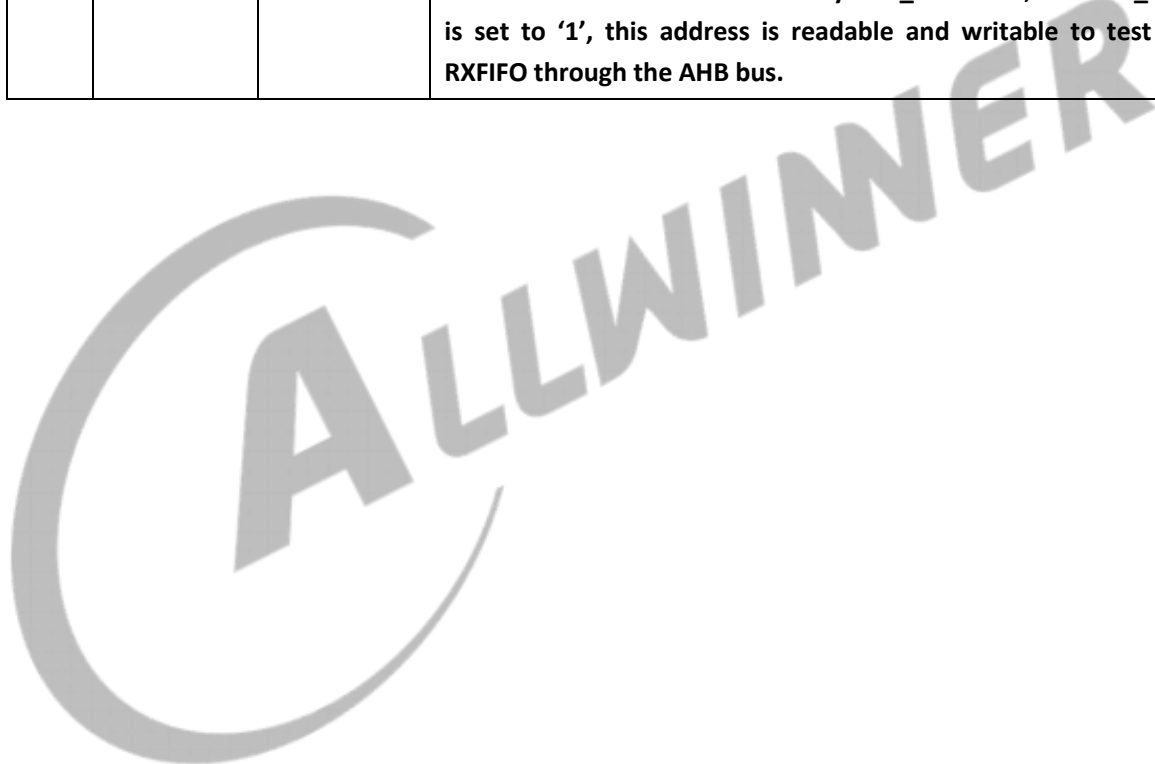 is set to ‘1’, this address is readable and writable to test
RXFIFO through the AHB bus.
ALLWINNER